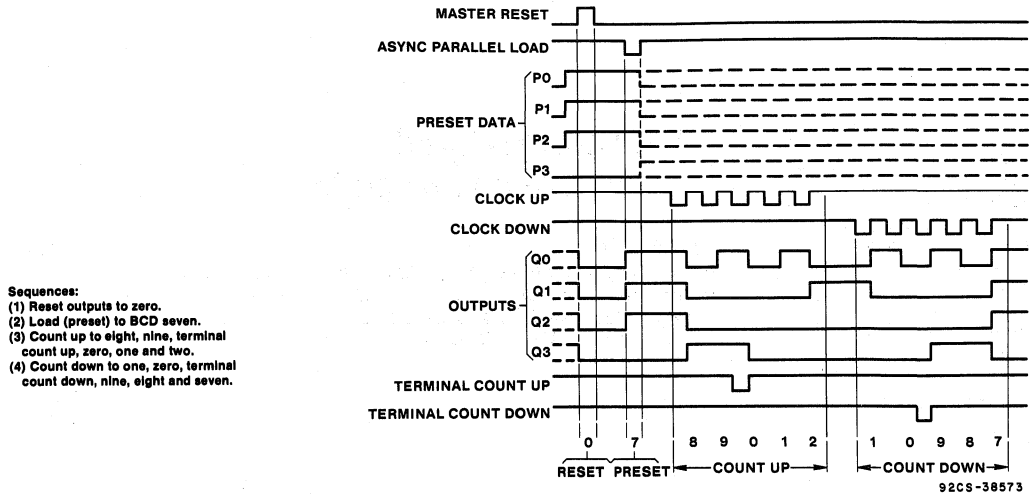 MASTER RESET
ASYNC PARALLEL LOAD
PRESET DATA
P0
P1
P2
P3
CLOCK UP
CLOCK DOWN
OUTPUTS
Q0
Q1
Q2
Q3
TERMINAL COUNT UP
TERMINAL COUNT DOWN
0 7 8 9 0 1 2 1 0 9 8 7
RESET PRESET COUNT UP COUNT DOWN
92CS-38573
Sequences:
(1) Reset outputs to zero.
(2) Load (preset) to BCD seven.
(3) Count up to eight, nine, terminal
count up, zero, one and two.
(4) Count down to one, zero, terminal
count down, nine, eight and seven.